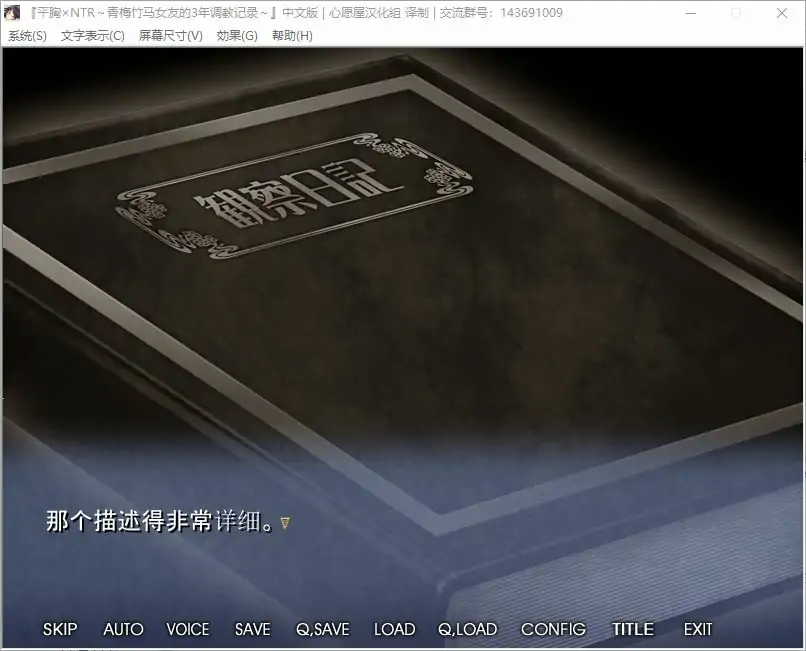 『平胸×NTR～青梅竹马女友的3年调教记录～』中文版 | 心愿屋汉化组 译制 | 交流群号：143691009
系统(S) 文字表示(C) 屏幕尺寸(V) 效果(G) 帮助(H)
観察日記
那个描述得非常详细。
SKIP AUTO VOICE SAVE Q,SAVE LOAD Q,LOAD CONFIG TITLE EXIT